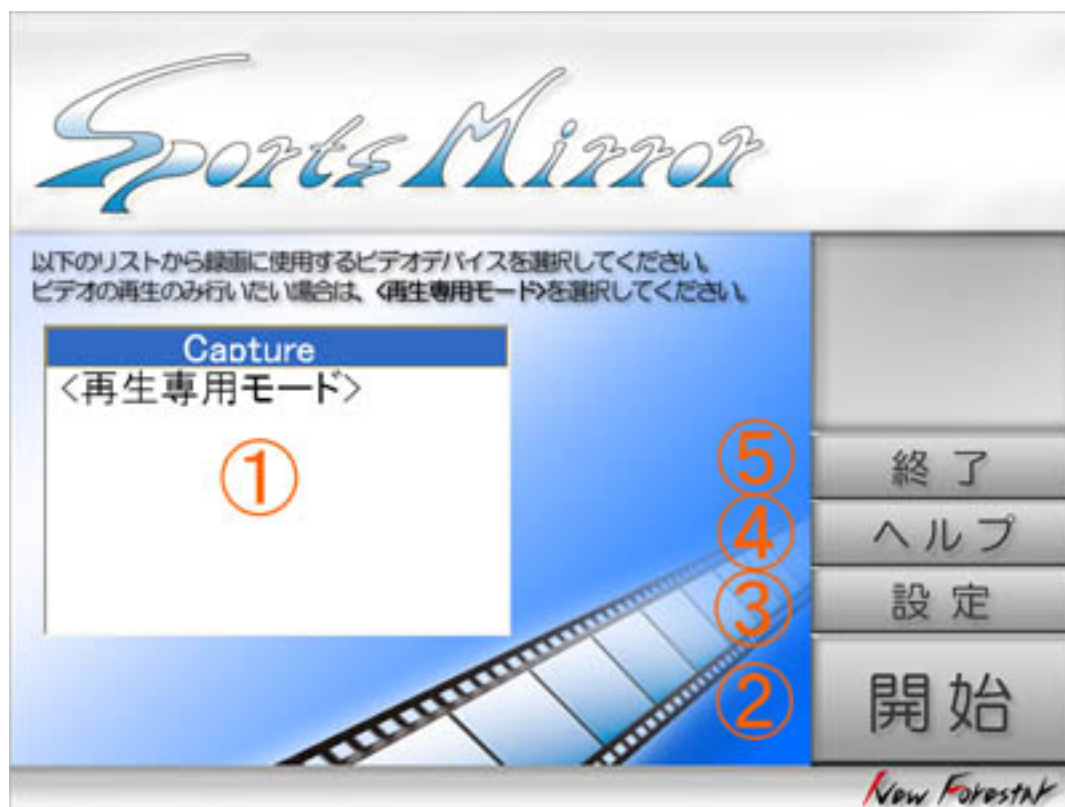 Sports Mirror
以下のリストから録画に使用するビデオデバイスを選択してください。
ビデオの再生のみ行いたい場合は、<再生専用モード>を選択してください。
Capture
<再生専用モード>
①
⑤ 終了
④ ヘルプ
③ 設定
② 開始
New Forestar